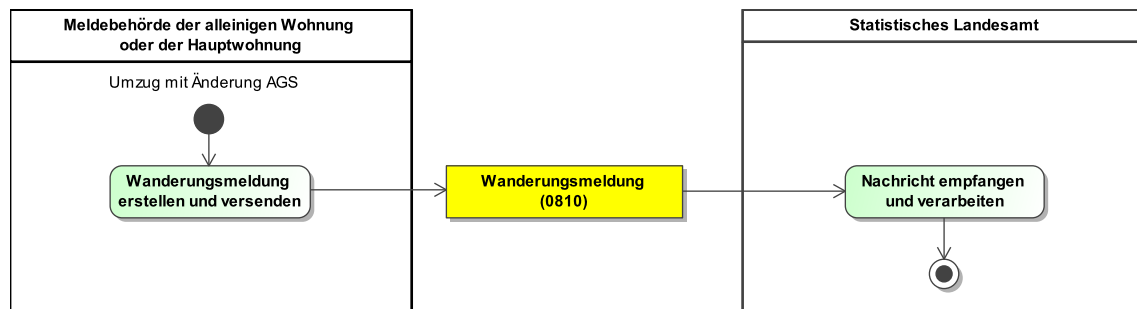 Meldebehörde der alleinigen Wohnung
oder der Hauptwohnung
Statistisches Landesamt
Umzug mit Änderung AGS
Wanderungsmeldung
erstellen und versenden
Wanderungsmeldung
(0810)
Nachricht empfangen
und verarbeiten